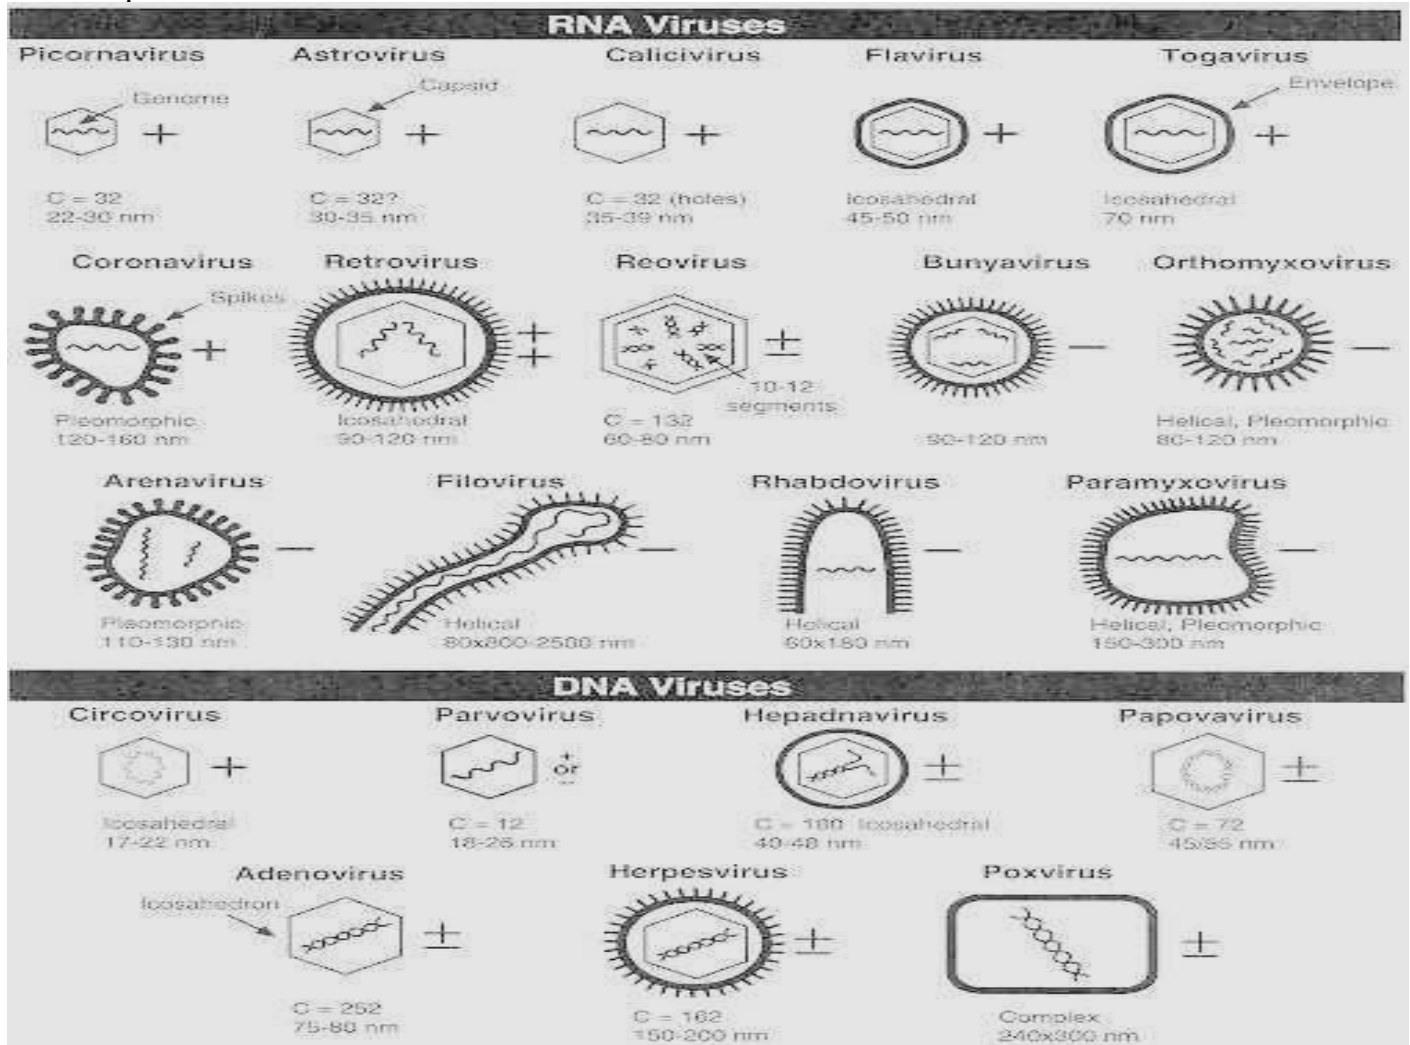 RNA Viruses
Picornavirus Astrovirus Calicivirus Flavirus Togavirus
Genome Capsid Envelope
+ + + + +
C = 32 C = 32? C = 32 (holes) Icosahedral Icosahedral
22-30 nm 30-35 nm 35-39 nm 45-50 nm 70 nm
Coronavirus Retrovirus Reovirus Bunyavirus Orthomyxovirus
Spikes
+ + + ± − −
10-12
segments
Pleomorphic Icosahedral C = 132 Helical, Pleomorphic
120-160 nm 90-120 nm 60-80 nm 90-120 nm 80-120 nm
Arenavirus Filovirus Rhabdovirus Paramyxovirus
− − − −
Pleomorphic Helical Helical Helical, Pleomorphic
110-130 nm 80x800-2500 nm 60x180 nm 150-300 nm
DNA Viruses
Circovirus Parvovirus Hepadnavirus Papovavirus
+ + or − ± ±
Icosahedral C = 12 C = 180 Icosahedral C = 72
17-22 nm 18-26 nm 40-48 nm 45/55 nm
Adenovirus Herpesvirus Poxvirus
Icosahedron
± ± ±
C = 252 C = 162 Complex
75-80 nm 150-200 nm 240x300 nm